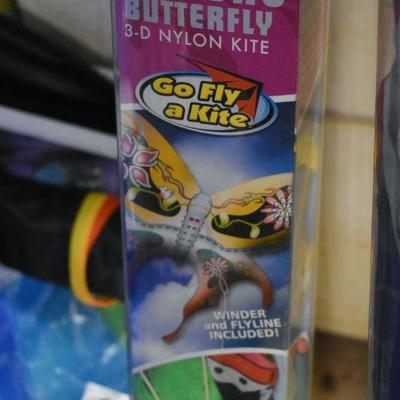 BUTTERFLY
3-D NYLON KITE
Go Fly
a Kite
WINDER
and FLYLINE
INCLUDED!